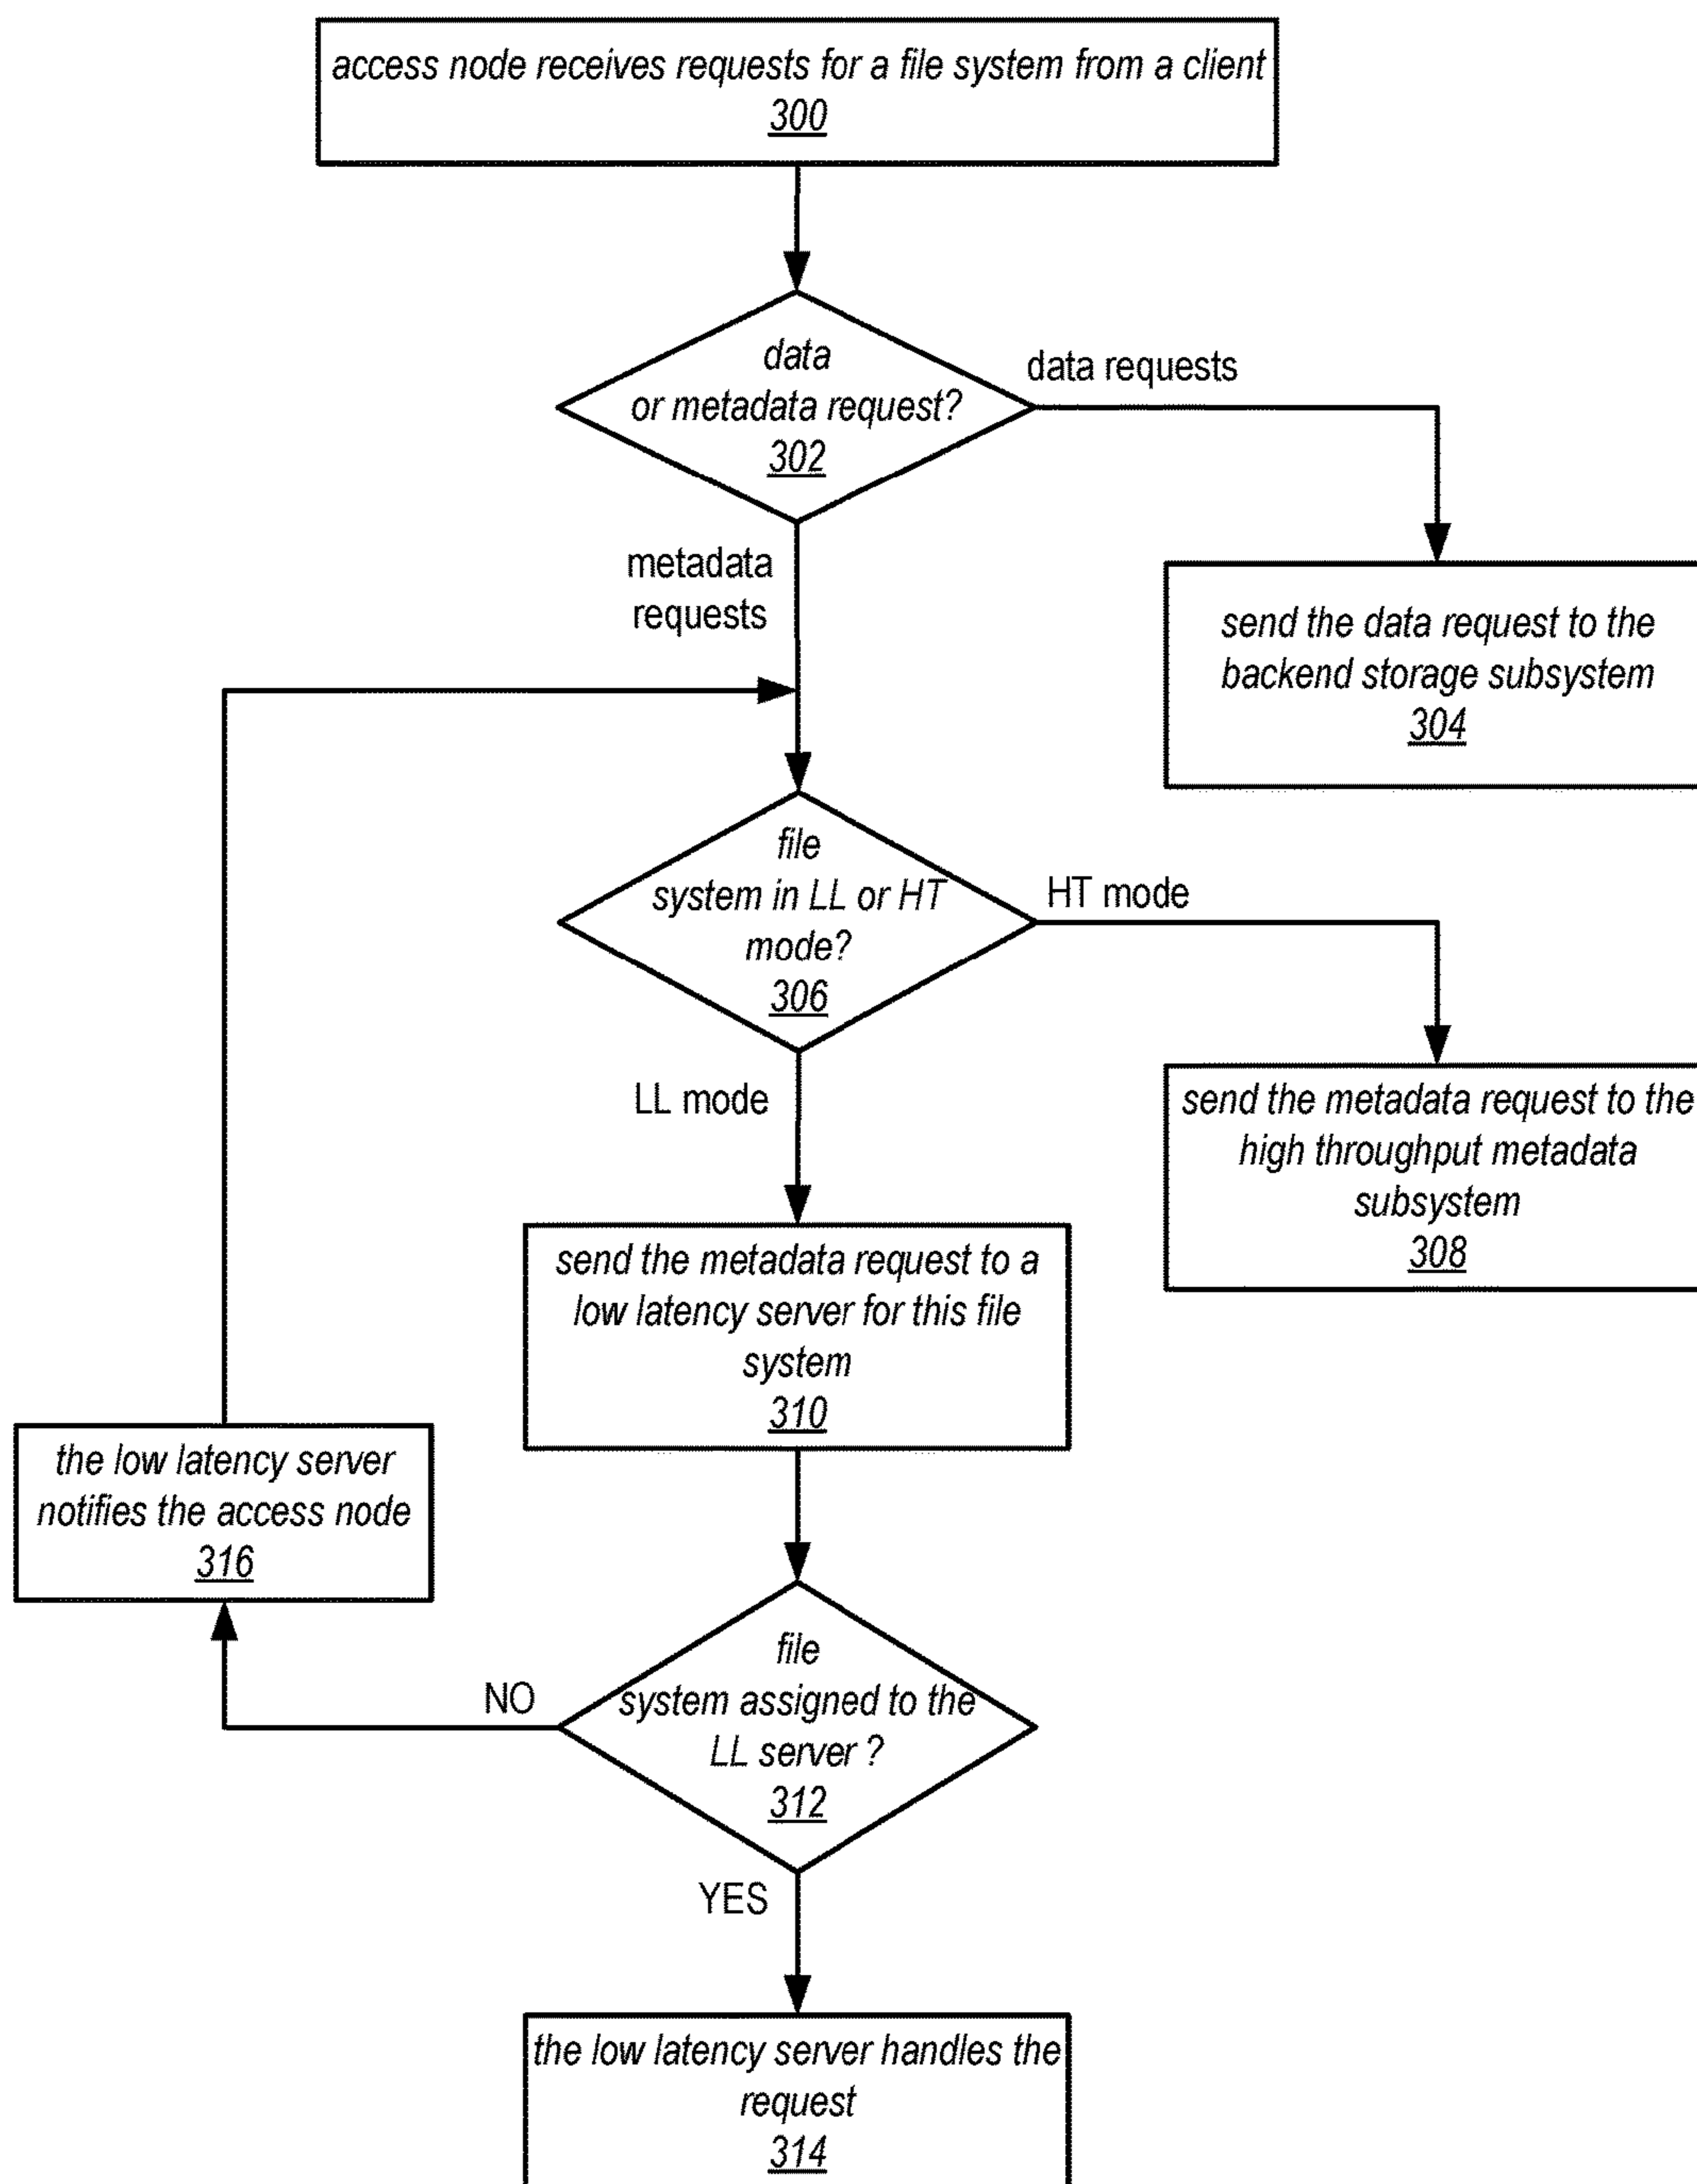 access node receives requests for a file system from a client
300
data
or metadata request?
302
data requests
metadata
requests
send the data request to the
backend storage subsystem
304
file
system in LL or HT
mode?
306
HT mode
LL mode
send the metadata request to the
high throughput metadata
subsystem
308
send the metadata request to a
low latency server for this file
system
310
the low latency server
notifies the access node
316
file
system assigned to the
LL server ?
312
NO
YES
the low latency server handles the
request
314